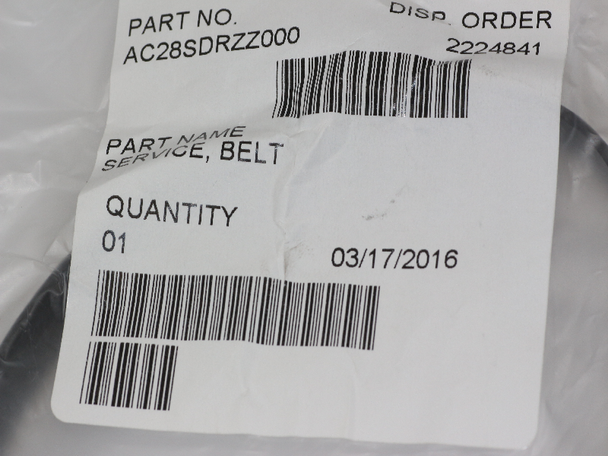 PART NO.
DISP. ORDER
AC28SDRZZ000
2224841
PART NAME
SERVICE, BELT
QUANTITY
01
03/17/2016